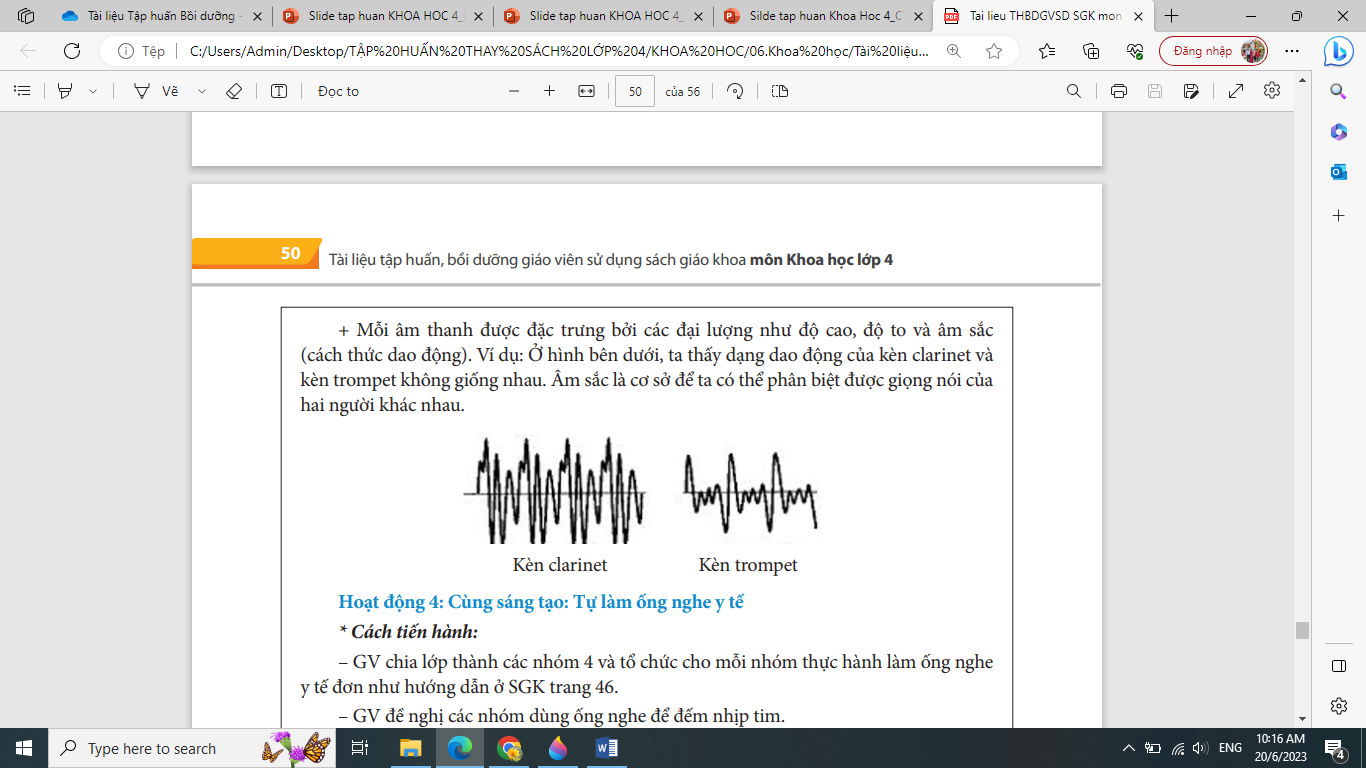 Tài liệu Tập huấn Bồi dưỡng -
Slide tap huan KHOA HOC 4_
Slide tap huan KHOA HOC 4_
Silde tap huan Khoa Hoc 4_C
Tai lieu THBDGVSD SGK mon
Tệp
C:/Users/Admin/Desktop/TẬP%20HUẤN%20THAY%20SÁCH%20LỚP%204/KHOA%20HOC/06.Khoa%20học/Tài%20liệu...
Đăng nhập
Vẽ
Đọc to
50
của 56
50
Tài liệu tập huấn, bồi dưỡng giáo viên sử dụng sách giáo khoa môn Khoa học lớp 4
+ Mỗi âm thanh được đặc trưng bởi các đại lượng như độ cao, độ to và âm sắc
(cách thức dao động). Ví dụ: Ở hình bên dưới, ta thấy dạng dao động của kèn clarinet và
kèn trompet không giống nhau. Âm sắc là cơ sở để ta có thể phân biệt được giọng nói của
hai người khác nhau.
Kèn clarinet
Kèn trompet
Hoạt động 4: Cùng sáng tạo: Tự làm ống nghe y tế
* Cách tiến hành:
– GV chia lớp thành các nhóm 4 và tổ chức cho mỗi nhóm thực hành làm ống nghe
y tế đơn như hướng dẫn ở SGK trang 46.
– GV đề nghị các nhóm dùng ống nghe để đếm nhịp tim.
Type here to search
ENG
10:16 AM
20/6/2023
4